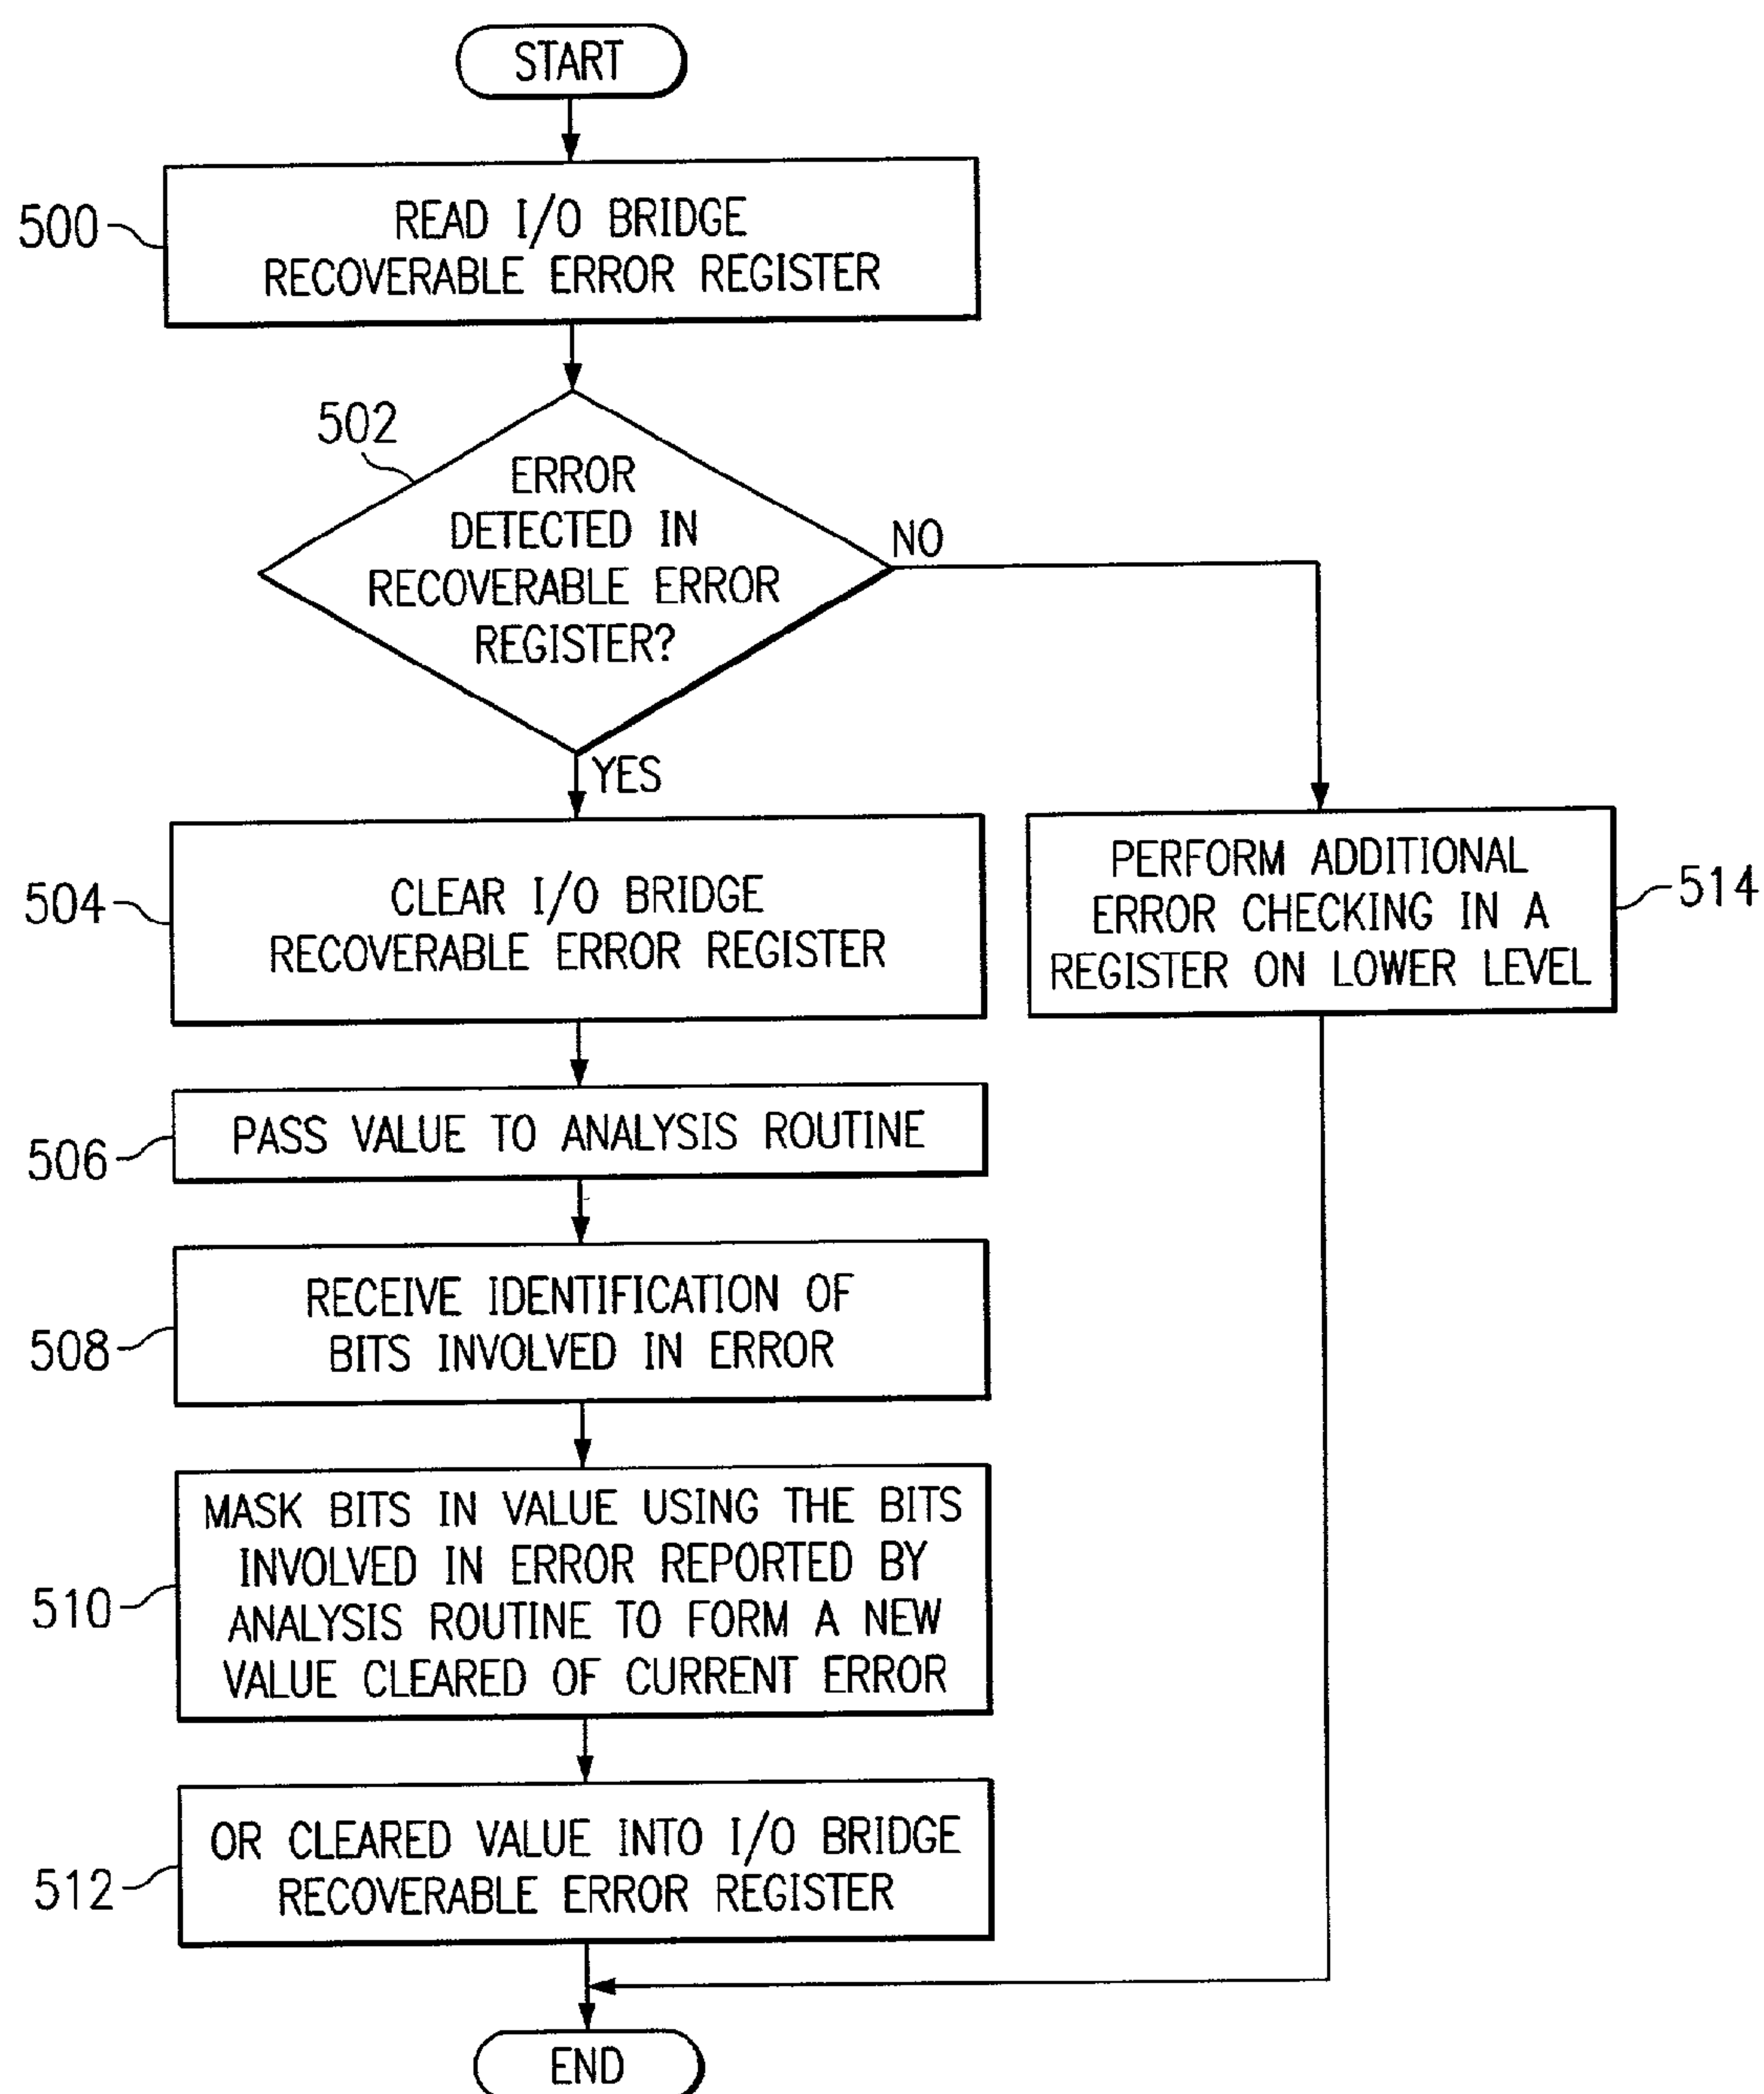 START
500
READ I/O BRIDGE
RECOVERABLE ERROR REGISTER
502
ERROR
DETECTED IN
RECOVERABLE ERROR
REGISTER?
NO
YES
504
CLEAR I/O BRIDGE
RECOVERABLE ERROR REGISTER
PERFORM ADDITIONAL
ERROR CHECKING IN A
REGISTER ON LOWER LEVEL
514
506
PASS VALUE TO ANALYSIS ROUTINE
508
RECEIVE IDENTIFICATION OF
BITS INVOLVED IN ERROR
510
MASK BITS IN VALUE USING THE BITS
INVOLVED IN ERROR REPORTED BY
ANALYSIS ROUTINE TO FORM A NEW
VALUE CLEARED OF CURRENT ERROR
512
OR CLEARED VALUE INTO I/O BRIDGE
RECOVERABLE ERROR REGISTER
END